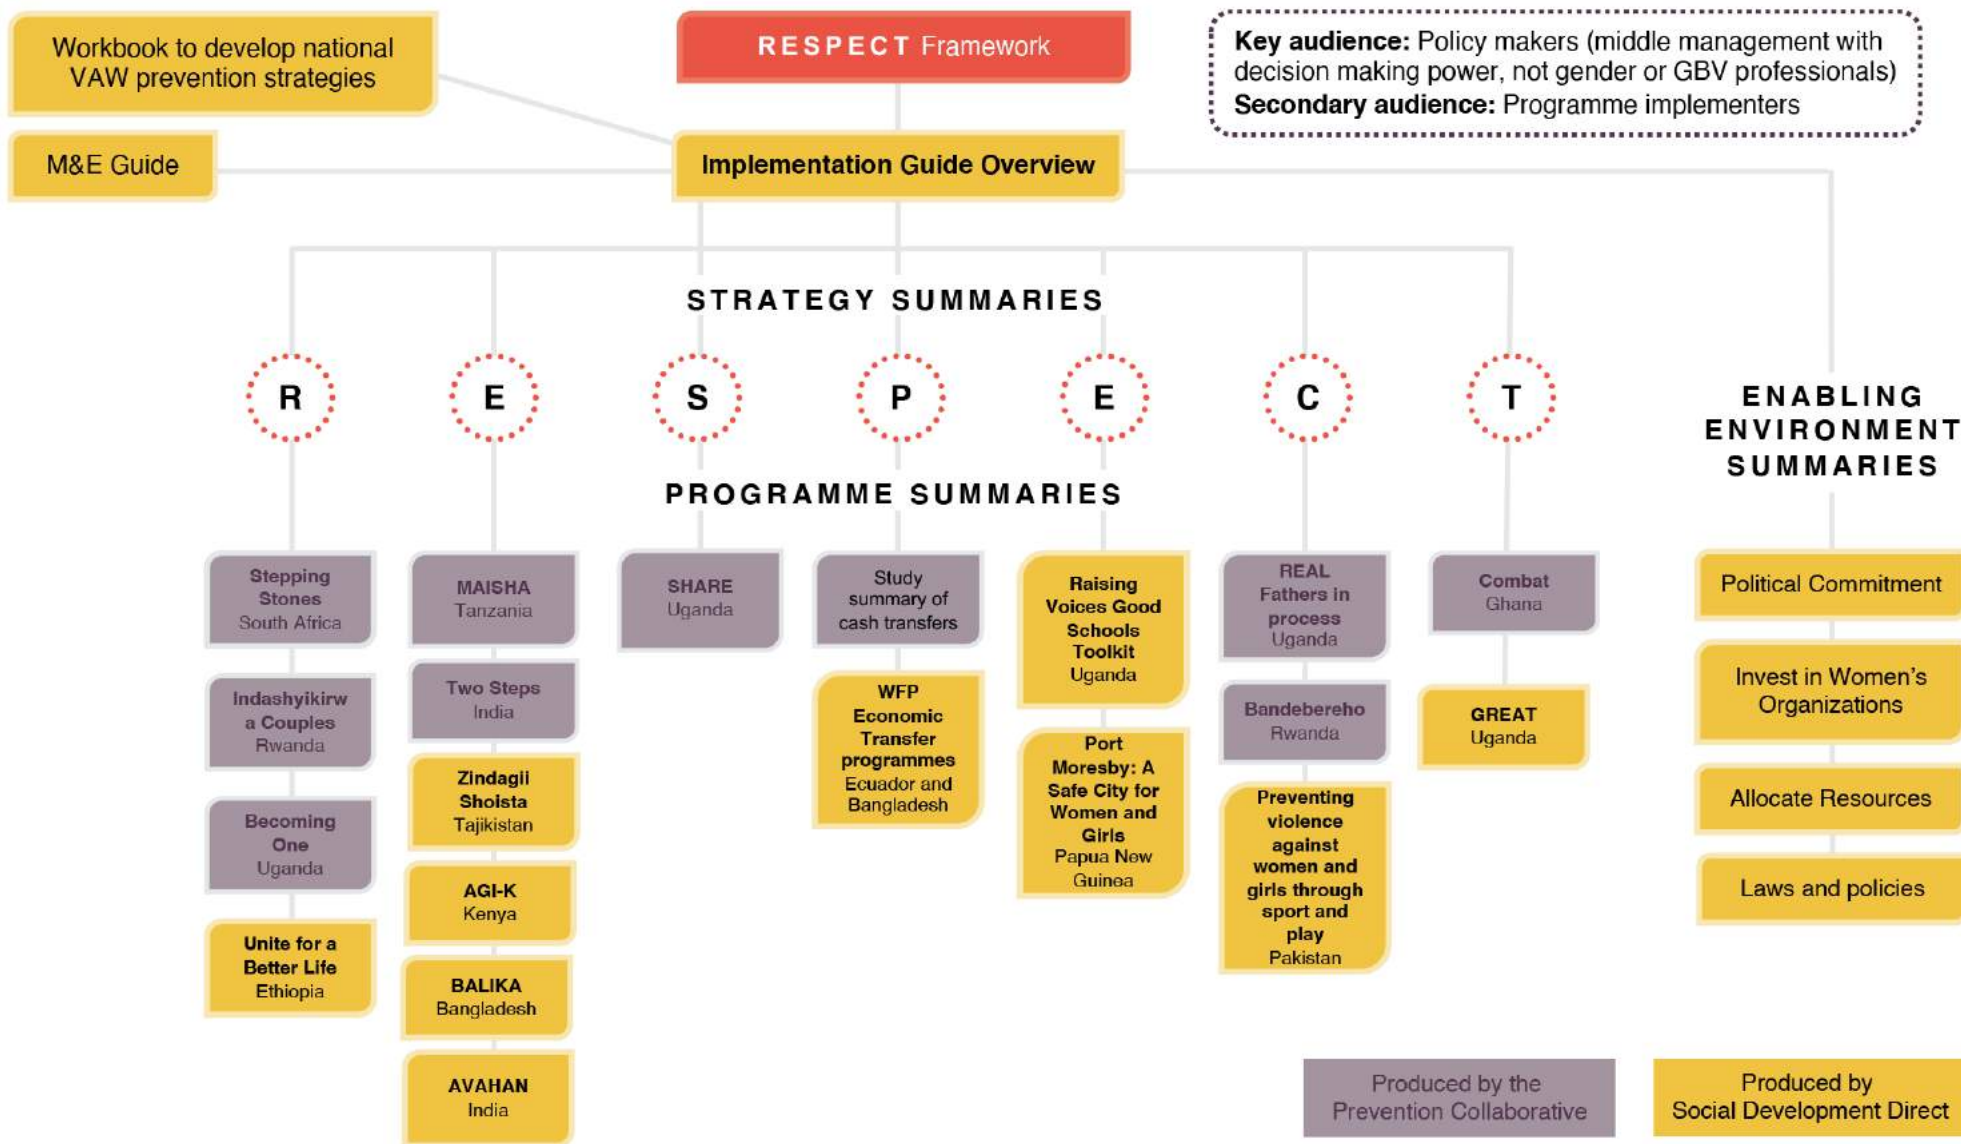 Workbook to develop national
VAW prevention strategies
RESPECT Framework
Key audience: Policy makers (middle management with
decision making power, not gender or GBV professionals)
Secondary audience: Programme implementers
M&E Guide
Implementation Guide Overview
STRATEGY SUMMARIES
R
E
S
P
E
C
T
ENABLING
ENVIRONMENT
SUMMARIES
PROGRAMME SUMMARIES
Stepping
Stones
South Africa
Indashyikirw
a Couples
Rwanda
Becoming
One
Uganda
Unite for a
Better Life
Ethiopia
MAISHA
Tanzania
Two Steps
India
Zindagii
Shoista
Tajikistan
AGI-K
Kenya
BALIKA
Bangladesh
AVAHAN
India
SHARE
Uganda
Study
summary of
cash transfers
WFP
Economic
Transfer
programmes
Ecuador and
Bangladesh
Raising
Voices Good
Schools
Toolkit
Uganda
Port
Moresby: A
Safe City for
Women and
Girls
Papua New
Guinea
REAL
Fathers in
process
Uganda
Bandebereho
Rwanda
Preventing
violence
against
women and
girls through
sport and
play
Pakistan
Combat
Ghana
GREAT
Uganda
Political Commitment
Invest in Women's
Organizations
Allocate Resources
Laws and policies
Produced by the
Prevention Collaborative
Produced by
Social Development Direct